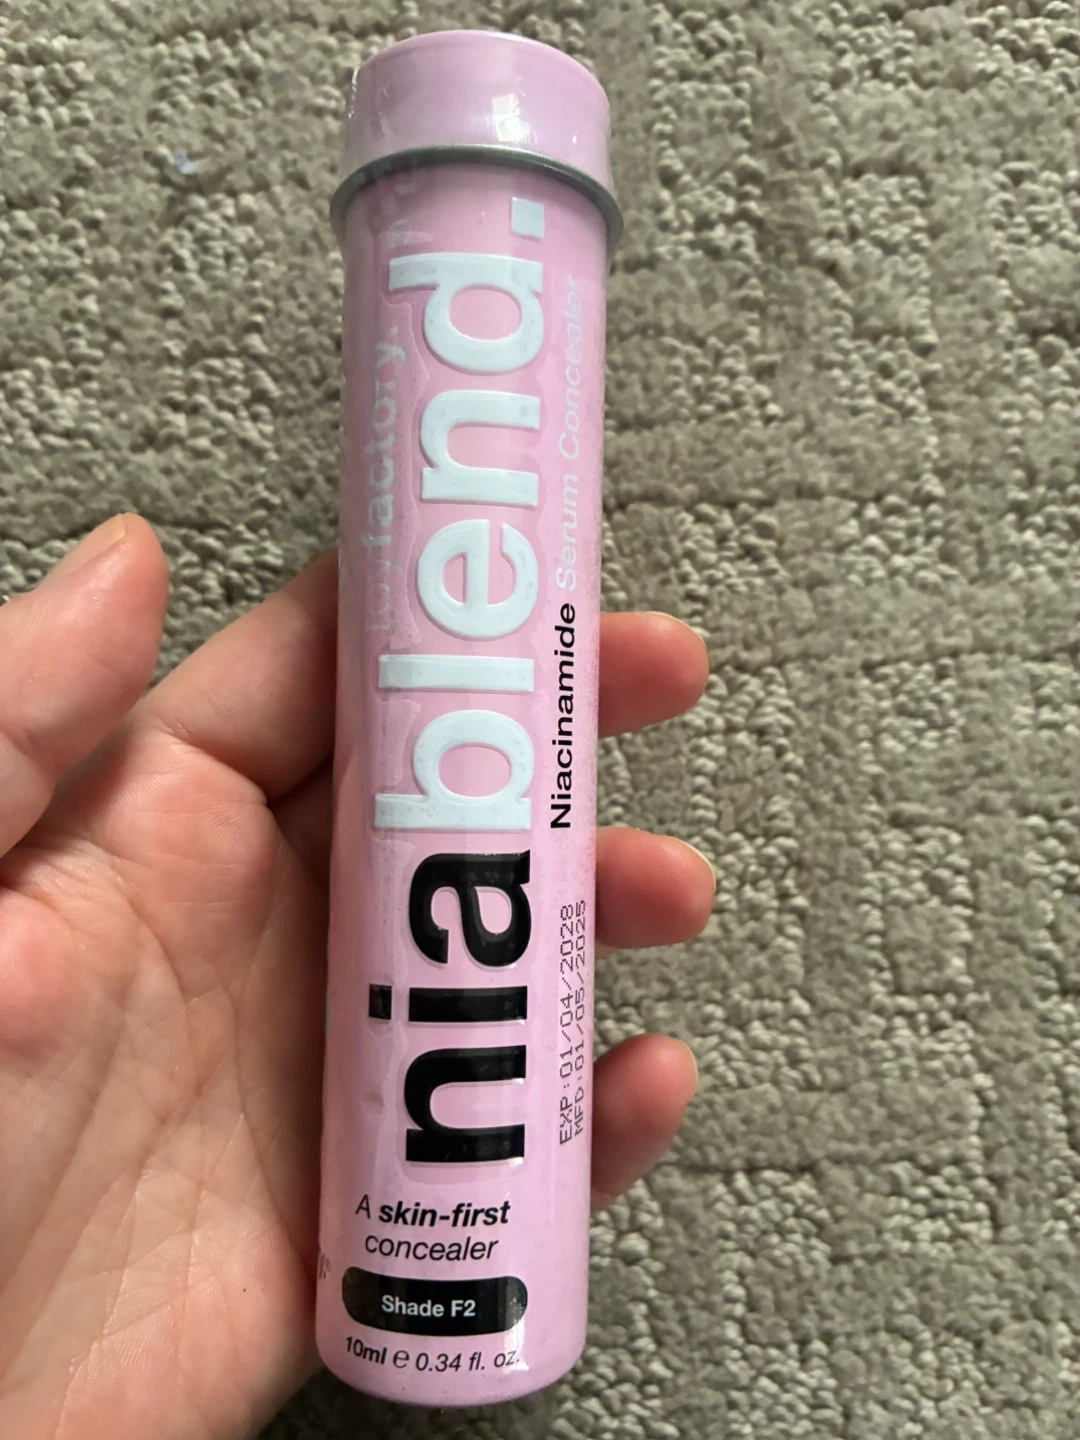 joyfactory.
niablend.
Niacinamide Serum Concealer
EXP:01/04/2028
MFD:01/05/2025
A skin-first
concealer
Shade F2
10ml e 0.34 fl. oz.